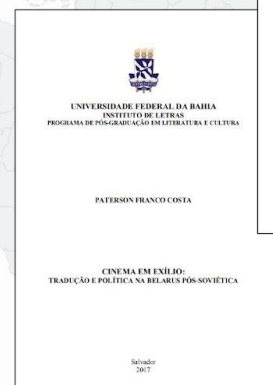 UNIVERSIDADE FEDERAL DA BAHIA
INSTITUTO DE LETRAS
PROGRAMA DE PÓS-GRADUAÇÃO EM LITERATURA E CULTURA
PATERSON FRANCO COSTA
CINEMA EM EXÍLIO:
TRADUÇÃO E POLÍTICA NA BELARUS PÓS-SOVIÉTICA
Salvador
2017